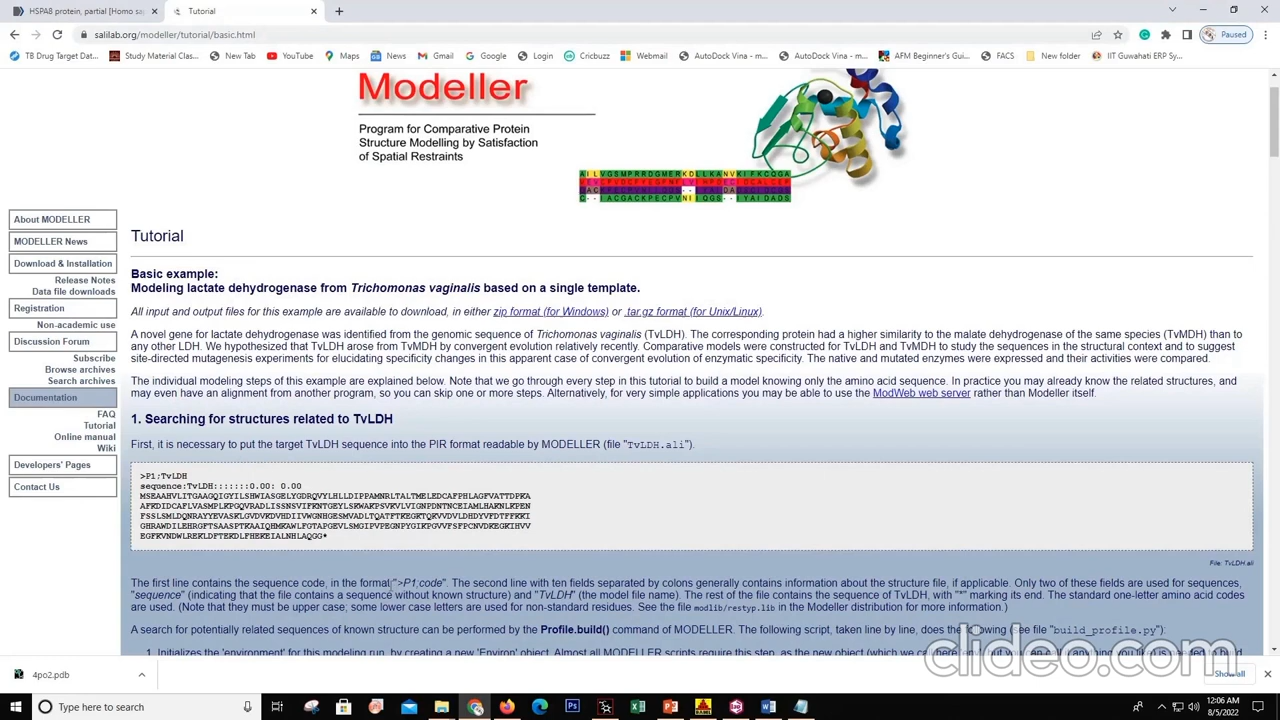 HSPA8 protein, partial [Homo sa
Tutorial
salilab.org/modeller/tutorial/basic.html
Paused
TB Drug Target Dat...
Study Material Class...
New Tab
YouTube
Maps
News
Gmail
Google
Login
Cricbuzz
Webmail
AutoDock Vina - m...
AutoDock Vina - m...
AFM Beginner's Gui...
FACS
New folder
IIT Guwahati ERP Sy...
Modeller
Program for Comparative Protein
Structure Modelling by Satisfaction
of Spatial Restraints
About MODELLER
MODELLER News
Download & Installation
Release Notes
Data file downloads
Registration
Non-academic use
Discussion Forum
Subscribe
Browse archives
Search archives
Documentation
FAQ
Tutorial
Online manual
Wiki
Developers' Pages
Contact Us
Tutorial
Basic example:
Modeling lactate dehydrogenase from Trichomonas vaginalis based on a single template.
All input and output files for this example are available to download, in either zip format (for Windows) or .tar.gz format (for Unix/Linux).
A novel gene for lactate dehydrogenase was identified from the genomic sequence of Trichomonas vaginalis (TvLDH). The corresponding protein had a higher similarity to the malate dehydrogenase of the same species (TvMDH) than to
any other LDH. We hypothesized that TvLDH arose from TvMDH by convergent evolution relatively recently. Comparative models were constructed for TvLDH and TvMDH to study the sequences in the structural context and to suggest
site-directed mutagenesis experiments for elucidating specificity changes in this apparent case of convergent evolution of enzymatic specificity. The native and mutated enzymes were expressed and their activities were compared.
The individual modeling steps of this example are explained below. Note that we go through every step in this tutorial to build a model knowing only the amino acid sequence. In practice you may already know the related structures, and
may even have an alignment from another program, so you can skip one or more steps. Alternatively, for very simple applications you may be able to use the ModWeb web server rather than Modeller itself.
1. Searching for structures related to TvLDH
First, it is necessary to put the target TvLDH sequence into the PIR format readable by MODELLER (file "TvLDH.ali").
>P1;TvLDH
sequence:TvLDH:::::::0.00: 0.00
MSEAAHVLITGAAGQIGYILSHWIASGELYGDRQVYLHLLDIPPAMNRLTALTMELEDCAFPHLAGFVATTDPKA
AFKDIDCAFLVASMPLKPGQVRADLISSNSVIFKNTGEYLSKWAKPSVKVLVIGNPDNTNCEIAMLHAKNLKPEN
FSSLSMLDQNRAYYEVASKLGVDVKDVHDIIVWGNHGESMVADLTQATFTKEGKTQKVVDVLDHDYVFDTFFKKI
GHRAWDILEHRGFTSAASPTKAAIQHMKAWLFGTAPGEVLSMGIPVPEGNPYGIKPGVVFSFPCNVDKEGKIHVV
EGFKVNDWLREKLDFTEKDLFHEKEIALNHLAQGG*
File: TvLDH.ali
The first line contains the sequence code, in the format ">P1;code". The second line with ten fields separated by colons generally contains information about the structure file, if applicable. Only two of these fields are used for sequences,
"sequence" (indicating that the file contains a sequence without known structure) and "TvLDH" (the model file name). The rest of the file contains the sequence of TvLDH, with "*" marking its end. The standard one-letter amino acid codes
are used. (Note that they must be upper case; some lower case letters are used for non-standard residues. See the file modlib/restyp.lib in the Modeller distribution for more information.)
A search for potentially related sequences of known structure can be performed by the Profile.build() command of MODELLER. The following script, taken line by line, does the following (see file "build_profile.py"):
1. Initializes the 'environment' for this modeling run, by creating a new 'Environ' object. Almost all MODELLER scripts require this step, as the new object (which we call here
clideo.com
4po2.pdb
Show all
Type here to search
12:06 AM
8/5/2022